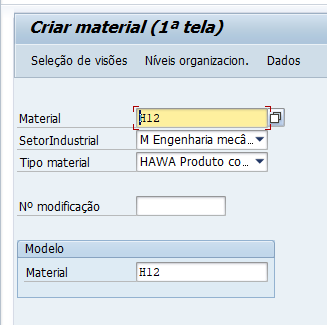 Criar material (1ª tela)
Seleção de visões Níveis organizacion. Dados
Material H12
SetorIndustrial M Engenharia mecâ...
Tipo material HAWA Produto co...
Nº modificação
Modelo
Material H12